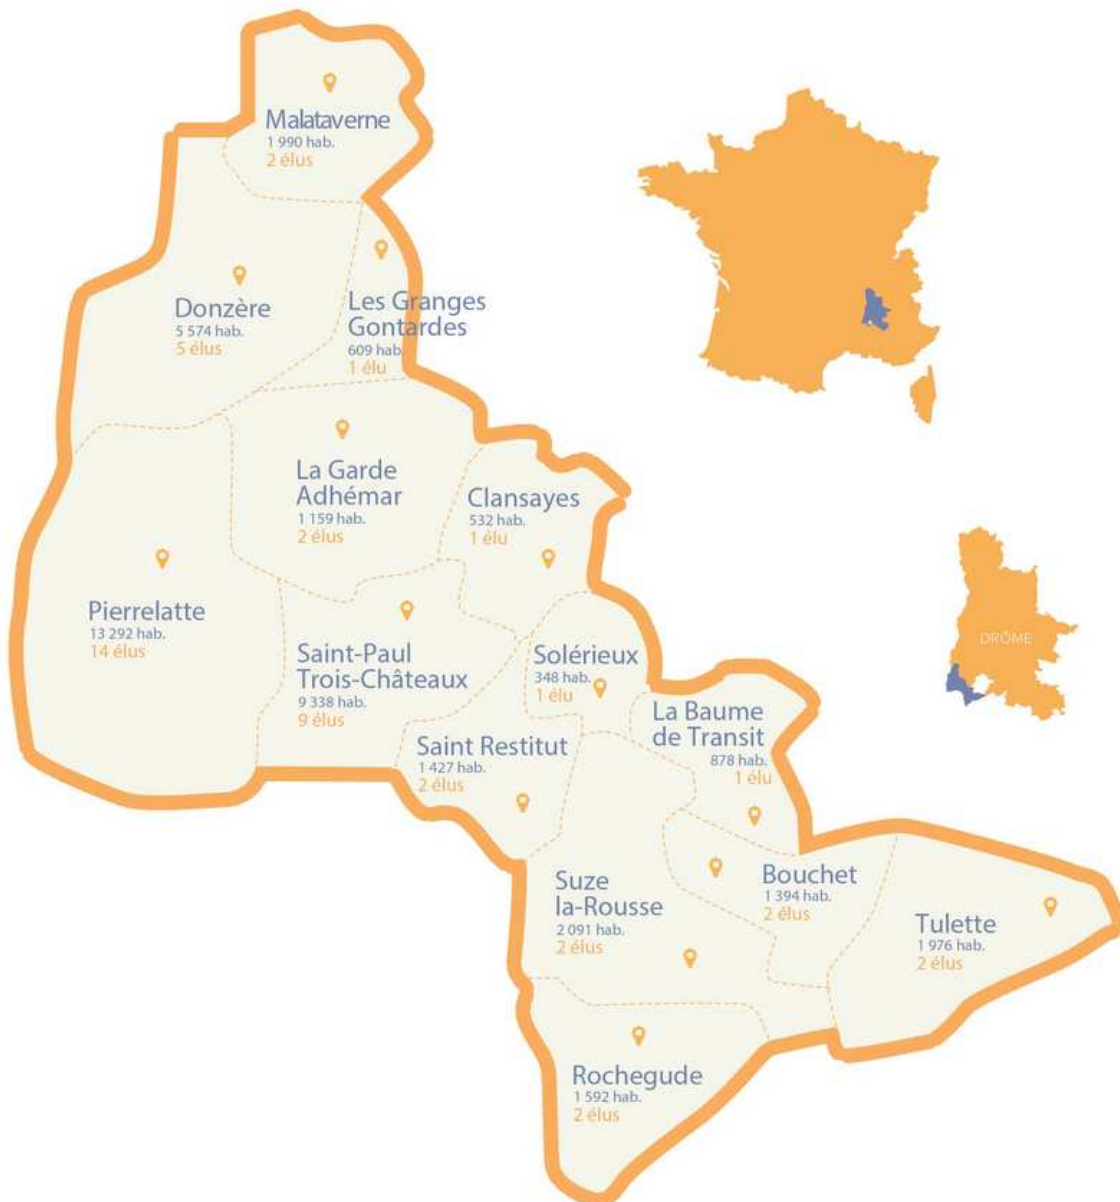 Malataverne
1 990 hab.
2 élus
Donzère
5 574 hab.
5 élus
Les Granges
Gontardes
609 hab.
1 élu
La Garde
Adhémar
1 159 hab.
2 élus
Clansayes
532 hab.
1 élu
Pierrelatte
13 292 hab.
14 élus
Saint-Paul
Trois-Châteaux
9 338 hab.
9 élus
Solérieux
348 hab.
1 élu
La Baume
de Transit
878 hab.
1 élu
Saint Restitut
1 427 hab.
2 élus
Suze
la-Rousse
2 091 hab.
2 élus
Bouchet
1 394 hab.
2 élus
Tulette
1 976 hab.
2 élus
Rochegude
1 592 hab.
2 élus
DRÔME